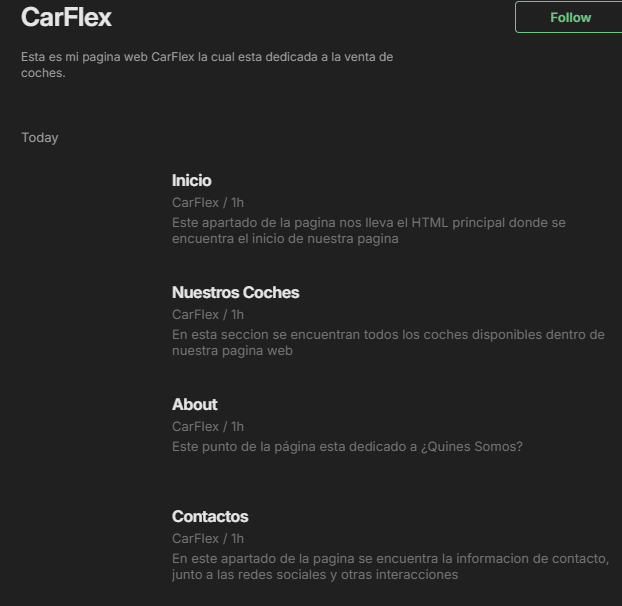 CarFlex
Follow
Esta es mi pagina web CarFlex la cual esta dedicada a la venta de
coches.
Today
Inicio
CarFlex / 1h
Este apartado de la pagina nos lleva el HTML principal donde se
encuentra el inicio de nuestra pagina
Nuestros Coches
CarFlex / 1h
En esta seccion se encuentran todos los coches disponibles dentro de
nuestra pagina web
About
CarFlex / 1h
Este punto de la página esta dedicado a ¿Quines Somos?
Contactos
CarFlex / 1h
En este apartado de la pagina se encuentra la informacion de contacto,
junto a las redes sociales y otras interacciones